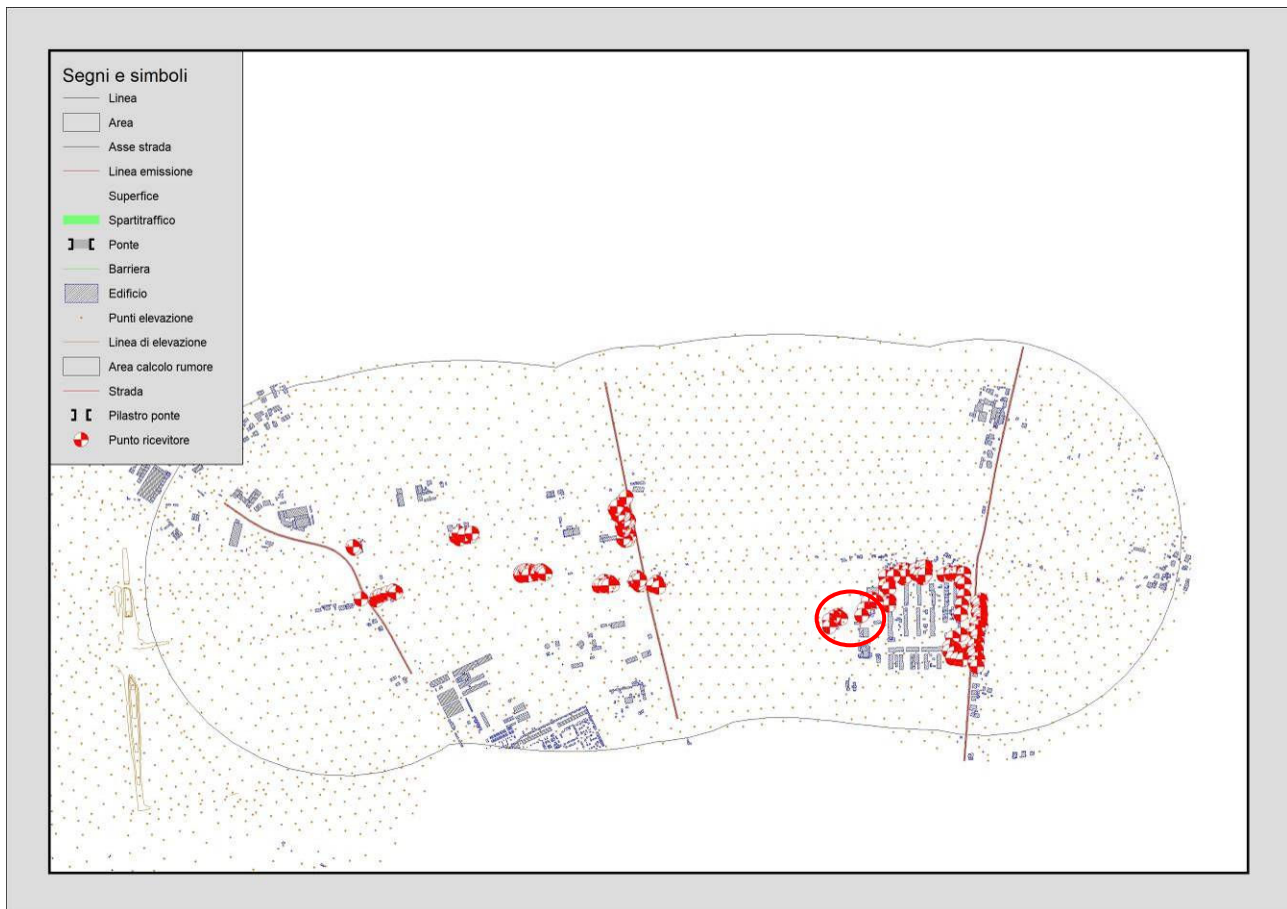 Segni e simboli
Linea
Area
Asse strada
Linea emissione
Superfice
Spartitraffico
Ponte
Barriera
Edificio
Punti elevazione
Linea di elevazione
Area calcolo rumore
Strada
Pilastro ponte
Punto ricevitore